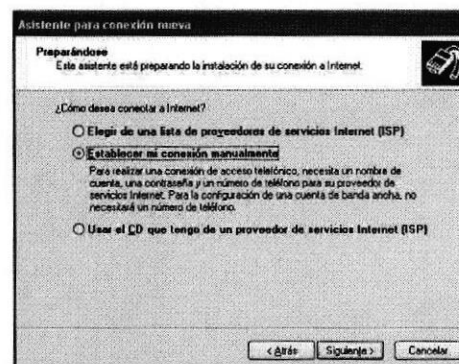 Asistente para conexión nueva
Preparándose
Este asistente está preparando la instalación de su conexión a Internet.
¿Cómo desea conectar a Internet?
Elegir de una lista de proveedores de servicios Internet (ISP)
Establecer mi conexión manualmente
Para realizar una conexión de acceso telefónico, necesita un nombre de
cuenta, una contraseña y un número de teléfono para su proveedor de
servicios Internet. Para la configuración de una cuenta de banda ancha, no
necesitará un número de teléfono.
Usar el CD que tengo de un proveedor de servicios Internet (ISP)
< Atrás Siguiente > Cancelar